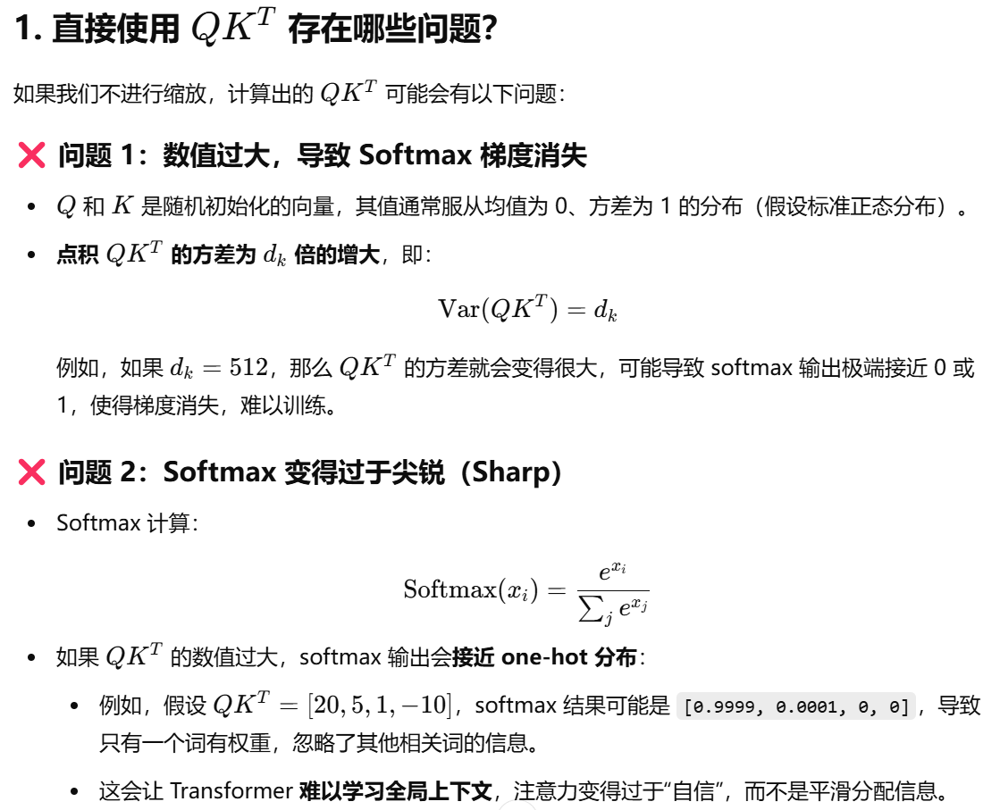 1. 直接使用 QK^T 存在哪些问题？
如果我们不进行缩放，计算出的 QK^T 可能会有以下问题：
❌ 问题 1：数值过大，导致 Softmax 梯度消失
• Q 和 K 是随机初始化的向量，其值通常服从均值为 0、方差为 1 的分布（假设标准正态分布）。
• 点积 QK^T 的方差为 d_k 倍的增大，即：
Var(QK^T) = d_k
例如，如果 d_k = 512，那么 QK^T 的方差就会变得很大，可能导致 softmax 输出极端接近 0 或
1，使得梯度消失，难以训练。
❌ 问题 2：Softmax 变得过于尖锐（Sharp）
• Softmax 计算：
Softmax(x_i) = e^{x_i} / ∑_j e^{x_j}
• 如果 QK^T 的数值过大，softmax 输出会接近 one-hot 分布：
• 例如，假设 QK^T = [20, 5, 1, −10]，softmax 结果可能是 [0.9999, 0.0001, 0, 0]，导致
只有一个词有权重，忽略了其他相关词的信息。
• 这会让 Transformer 难以学习全局上下文，注意力变得过于“自信”，而不是平滑分配信息。